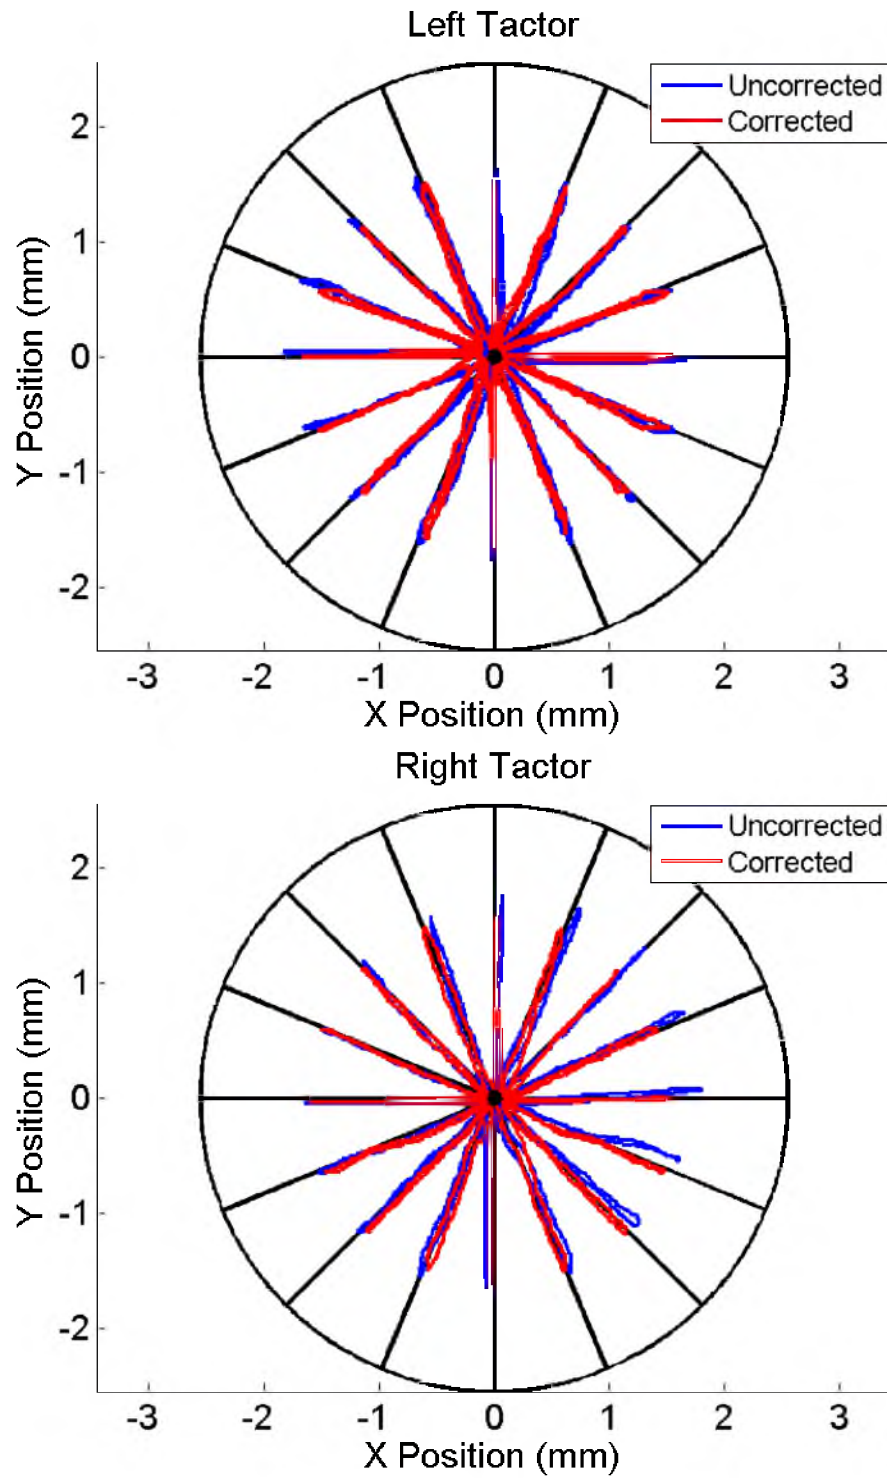 Left Tactor
Uncorrected
Corrected
2
1
0
-1
-2
Y Position (mm)
-3 -2 -1 0 1 2 3
X Position (mm)
Right Tactor
Uncorrected
Corrected
2
1
0
-1
-2
Y Position (mm)
-3 -2 -1 0 1 2 3
X Position (mm)